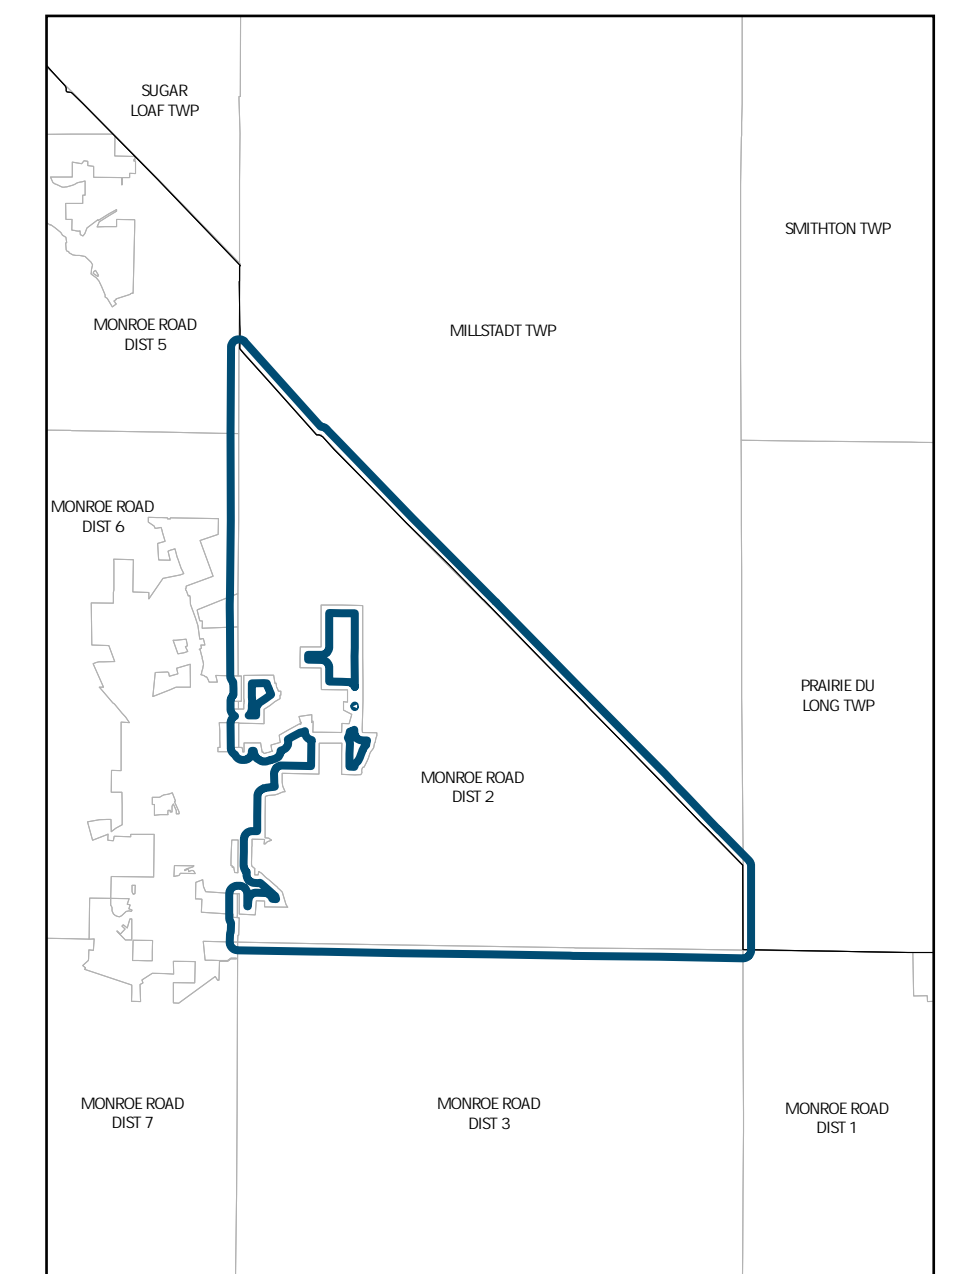 SUGAR
LOAF TWP
SMITHTON TWP
MONROE ROAD
DIST 5
MILLSTADT TWP
MONROE ROAD
DIST 6
PRAIRIE DU
LONG TWP
MONROE ROAD
DIST 2
MONROE ROAD
DIST 7
MONROE ROAD
DIST 3
MONROE ROAD
DIST 1